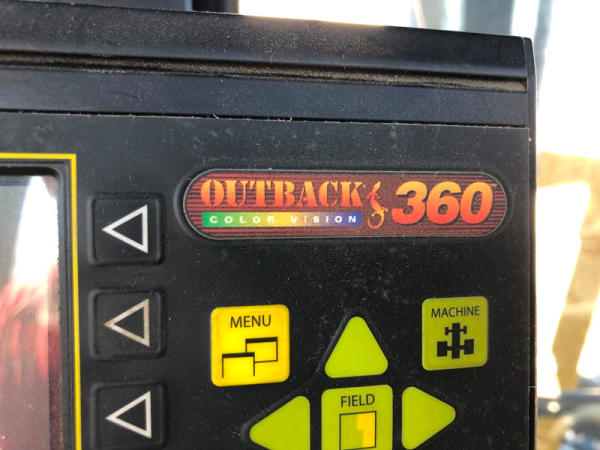 OUTBACK 360
COLOR VISION
MENU
MACHINE
FIELD